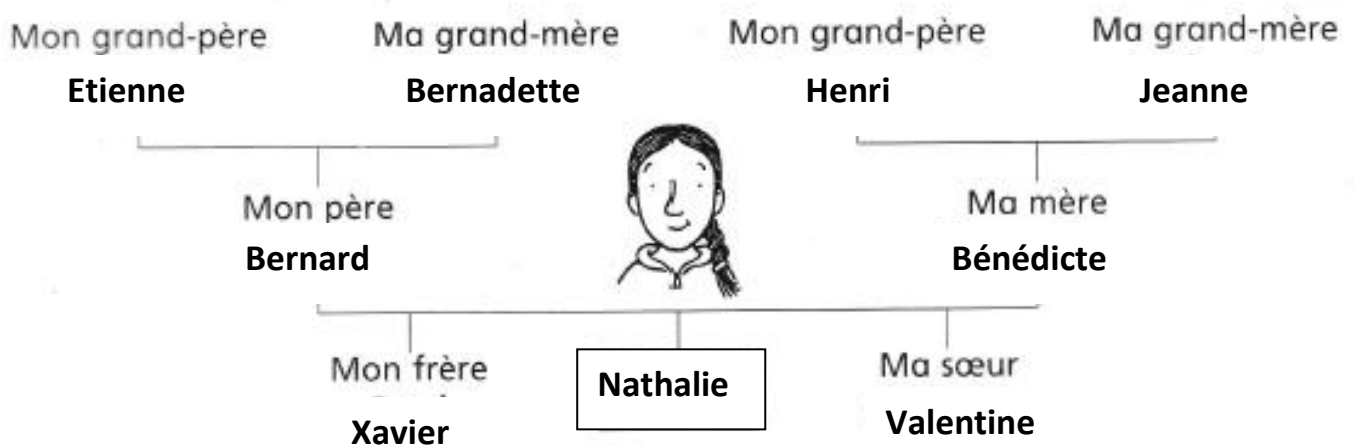 Mon grand-père Ma grand-mère Mon grand-père Ma grand-mère
Etienne Bernadette Henri Jeanne
Mon père Ma mère
Bernard Bénédicte
Mon frère Nathalie Ma sœur
Xavier Valentine